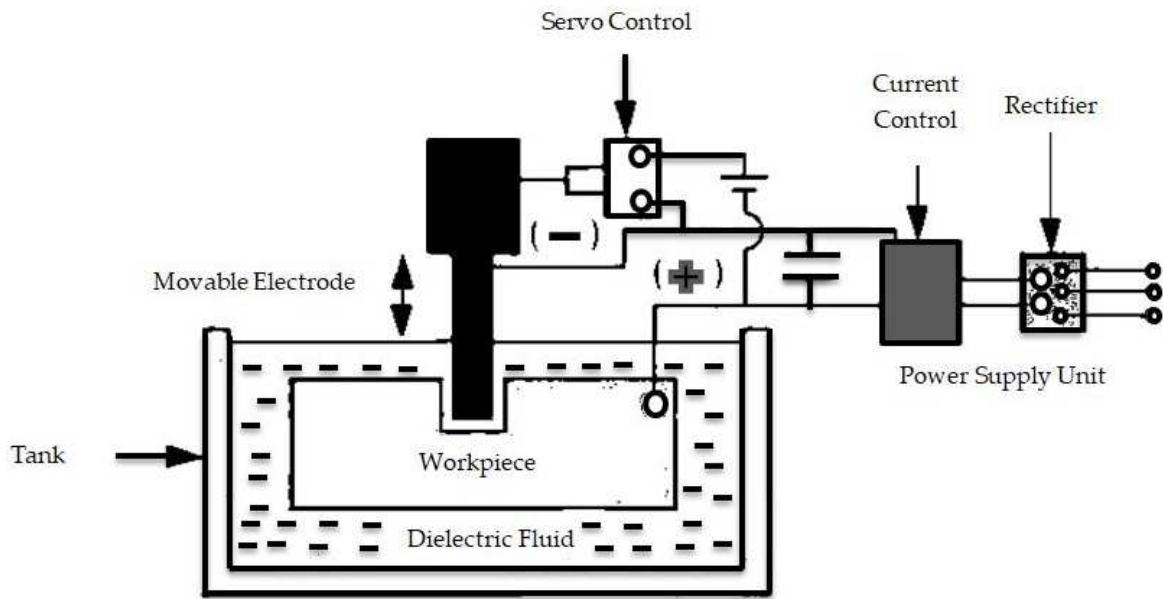 Servo Control
Current
Control
Rectifier
(−)
Movable Electrode
(+)
Power Supply Unit
Tank
Workpiece
Dielectric Fluid